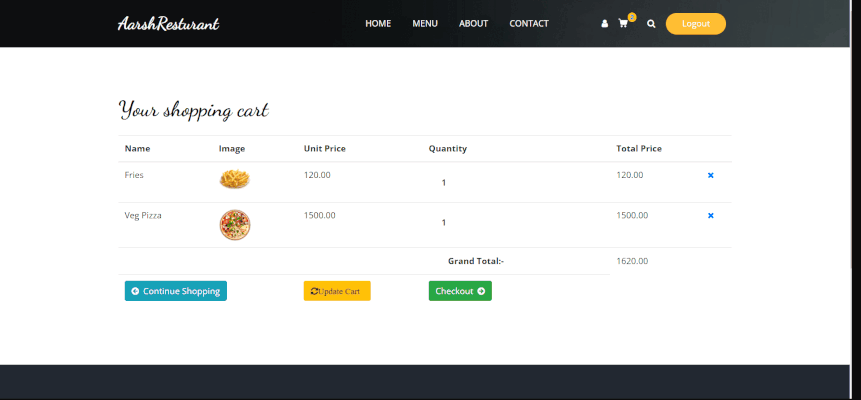 AarshResturant HOME MENU ABOUT CONTACT 2 Logout
Your shopping cart
Name Image Unit Price Quantity Total Price
Fries 120.00 1 120.00
Veg Pizza 1500.00 1 1500.00
Grand Total:- 1620.00
Continue Shopping Update Cart Checkout